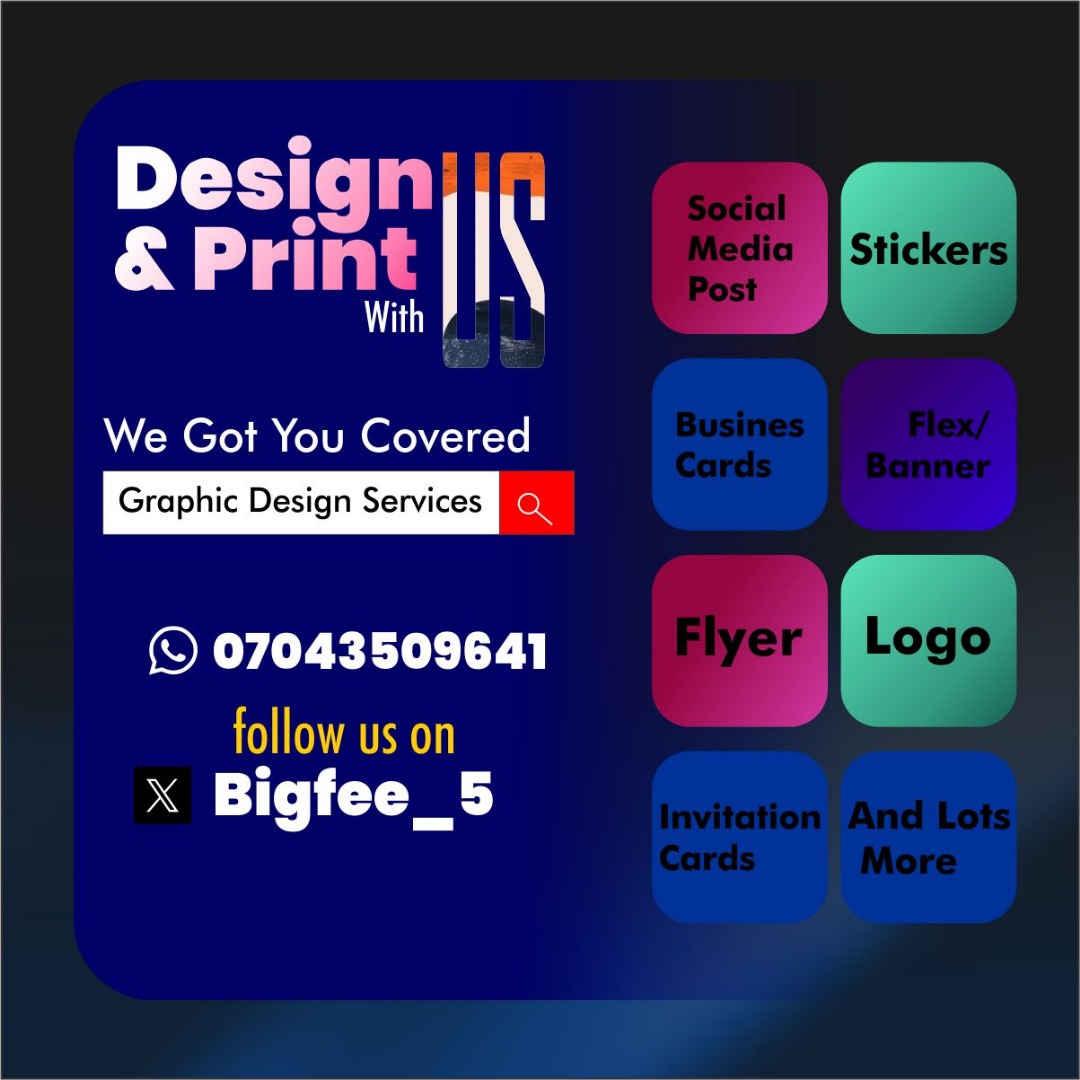 Design
& Print
With
US
We Got You Covered
Graphic Design Services
07043509641
follow us on
X
Bigfee_5
Social
Media
Post
Stickers
Busines
Cards
Flex/
Banner
Flyer
Logo
Invitation
Cards
And Lots
More